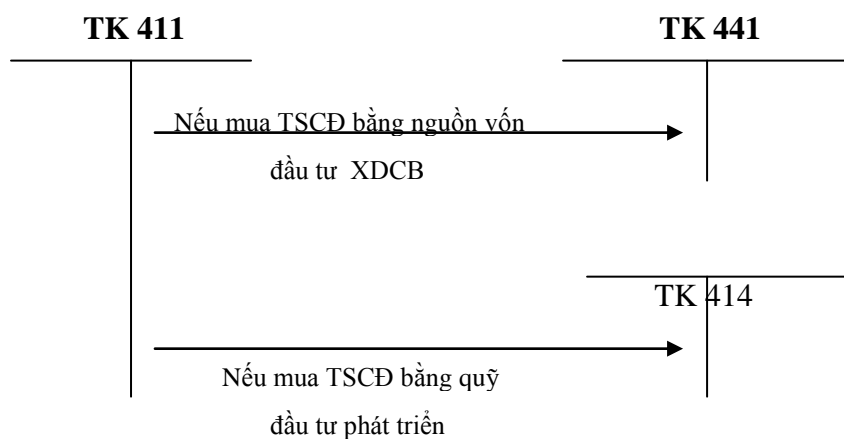 TK 411
TK 441
Nếu mua TSCĐ bằng nguồn vốn
đầu tư XDCB
TK 414
Nếu mua TSCĐ bằng quỹ
đầu tư phát triển